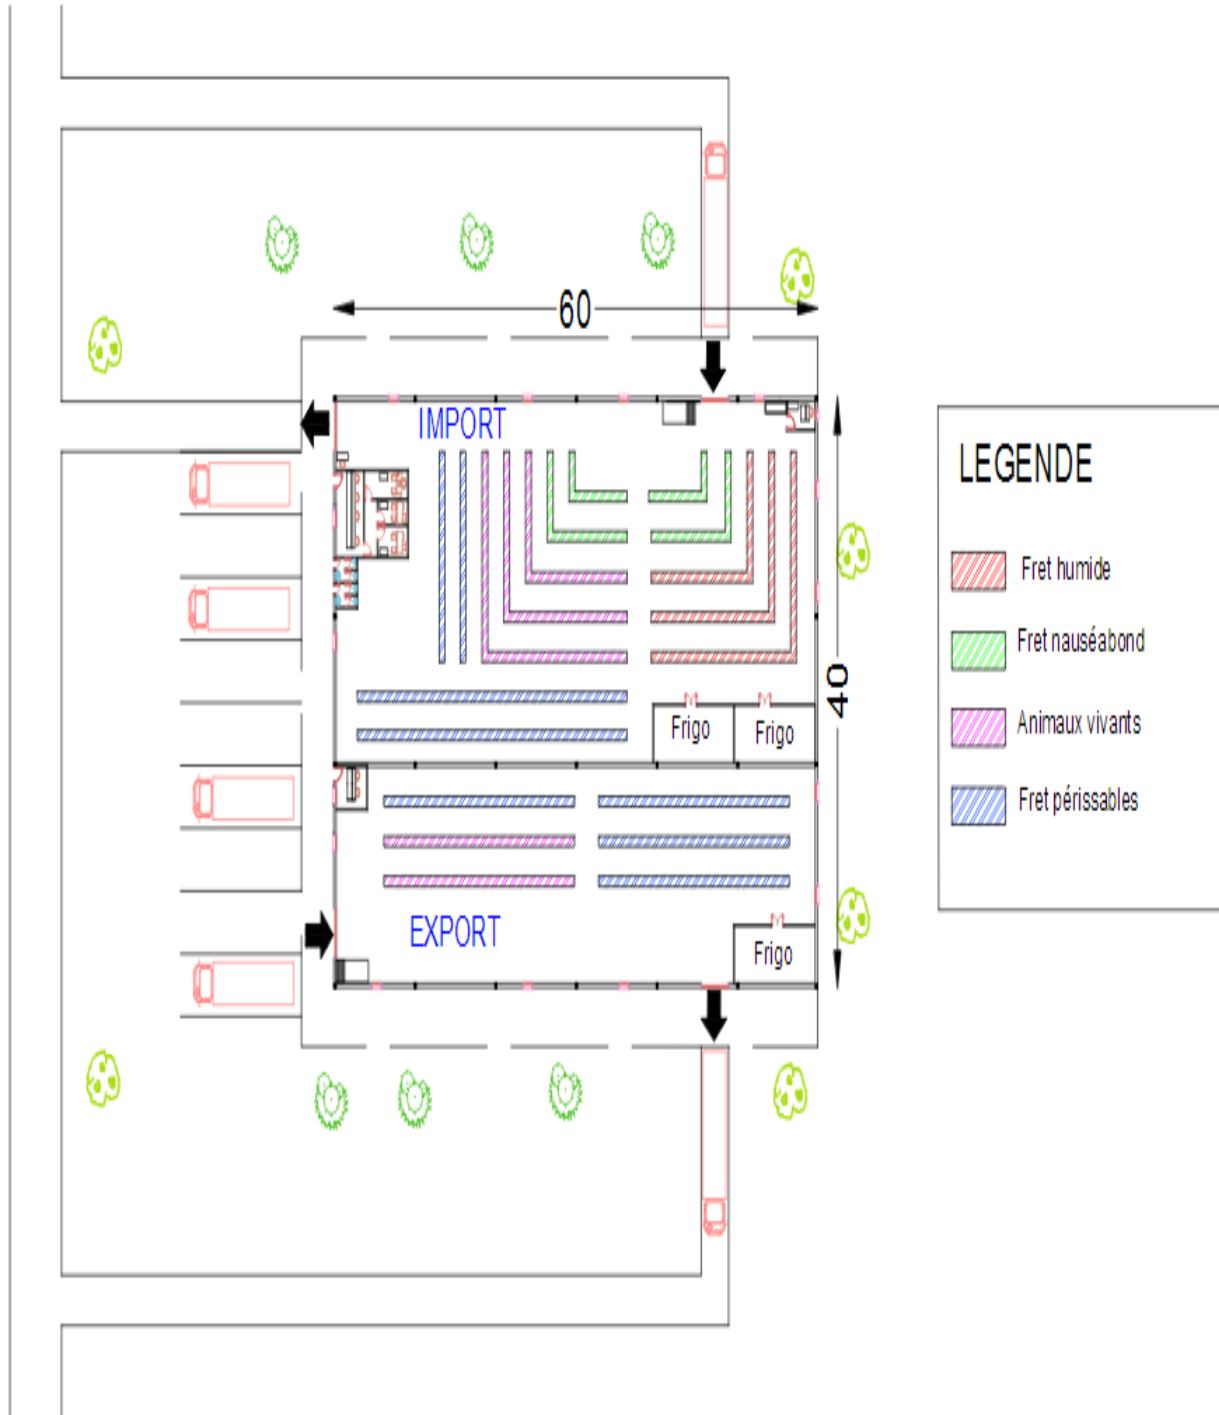 60
IMPORT
LEGENDE
Fret humide
Fret nauséabond
40
Animaux vivants
Frigo
Frigo
Fret périssables
EXPORT
Frigo